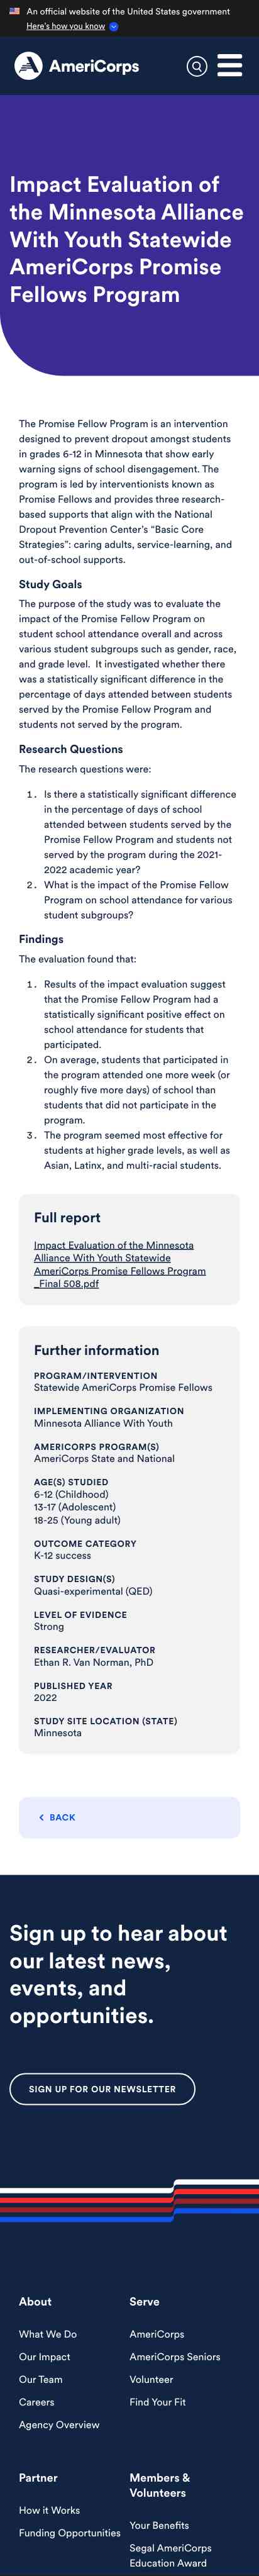 An official website of the United States government
Here's how you know
AmeriCorps
Impact Evaluation of
the Minnesota Alliance
With Youth Statewide
AmeriCorps Promise
Fellows Program
The Promise Fellow Program is an intervention
designed to prevent dropout amongst students
in grades 6-12 in Minnesota that show early
warning signs of school disengagement. The
program is led by interventionists known as
Promise Fellows and provides three research-
based supports that align with the National
Dropout Prevention Center's "Basic Core
Strategies": caring adults, service-learning, and
out-of-school supports.
Study Goals
The purpose of the study was to evaluate the
impact of the Promise Fellow Program on
student school attendance overall and across
various student subgroups such as gender, race,
and grade level.  It investigated whether there
was a statistically significant difference in the
percentage of days attended between students
served by the Promise Fellow Program and
students not served by the program.
Research Questions
The research questions were:
1. Is there a statistically significant difference
in the percentage of days of school
attended between students served by the
Promise Fellow Program and students not
served by the program during the 2021-
2022 academic year?
2. What is the impact of the Promise Fellow
Program on school attendance for various
student subgroups?
Findings
The evaluation found that:
1. Results of the impact evaluation suggest
that the Promise Fellow Program had a
statistically significant positive effect on
school attendance for students that
participated.
2. On average, students that participated in
the program attended one more week (or
roughly five more days) of school than
students that did not participate in the
program.
3. The program seemed most effective for
students at higher grade levels, as well as
Asian, Latinx, and multi-racial students.
Full report
Impact Evaluation of the Minnesota
Alliance With Youth Statewide
AmeriCorps Promise Fellows Program
_Final 508.pdf
Further information
PROGRAM/INTERVENTION
Statewide AmeriCorps Promise Fellows
IMPLEMENTING ORGANIZATION
Minnesota Alliance With Youth
AMERICORPS PROGRAM(S)
AmeriCorps State and National
AGE(S) STUDIED
6-12 (Childhood)
13-17 (Adolescent)
18-25 (Young adult)
OUTCOME CATEGORY
K-12 success
STUDY DESIGN(S)
Quasi-experimental (QED)
LEVEL OF EVIDENCE
Strong
RESEARCHER/EVALUATOR
Ethan R. Van Norman, PhD
PUBLISHED YEAR
2022
STUDY SITE LOCATION (STATE)
Minnesota
BACK
Sign up to hear about
our latest news,
events, and
opportunities.
SIGN UP FOR OUR NEWSLETTER
About
What We Do
Our Impact
Our Team
Careers
Agency Overview
Serve
AmeriCorps
AmeriCorps Seniors
Volunteer
Find Your Fit
Partner
How it Works
Funding Opportunities
Members &
Volunteers
Your Benefits
Segal AmeriCorps
Education Award